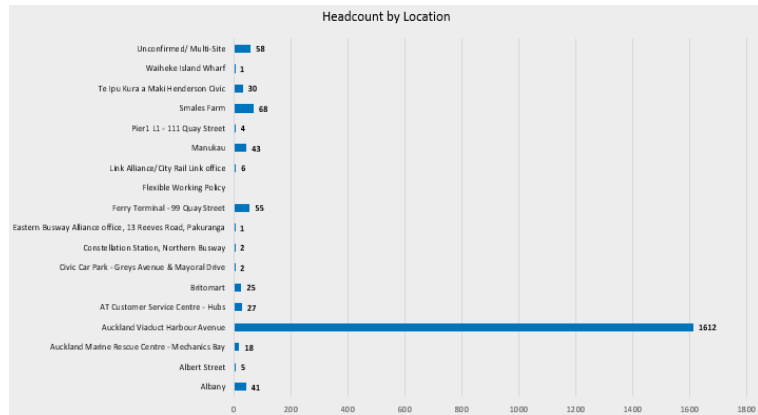 Headcount by Location
Unconfirmed/ Multi-Site 58
Waiheke Island Wharf 1
Te Ipu Kura a Maki Henderson Civic 30
Smales Farm 68
Pier1 L1 - 111 Quay Street 4
Manukau 43
Link Alliance/City Rail Link office 6
Flexible Working Policy
Ferry Terminal - 99 Quay Street 55
Eastern Busway Alliance office, 13 Reeves Road, Pakuranga 1
Constellation Station, Northern Busway 2
Civic Car Park - Greys Avenue & Mayoral Drive 2
Britomart 25
AT Customer Service Centre - Hubs 27
Auckland Viaduct Harbour Avenue 1612
Auckland Marine Rescue Centre - Mechanics Bay 18
Albert Street 5
Albany 41
0 200 400 600 800 1000 1200 1400 1600 1800